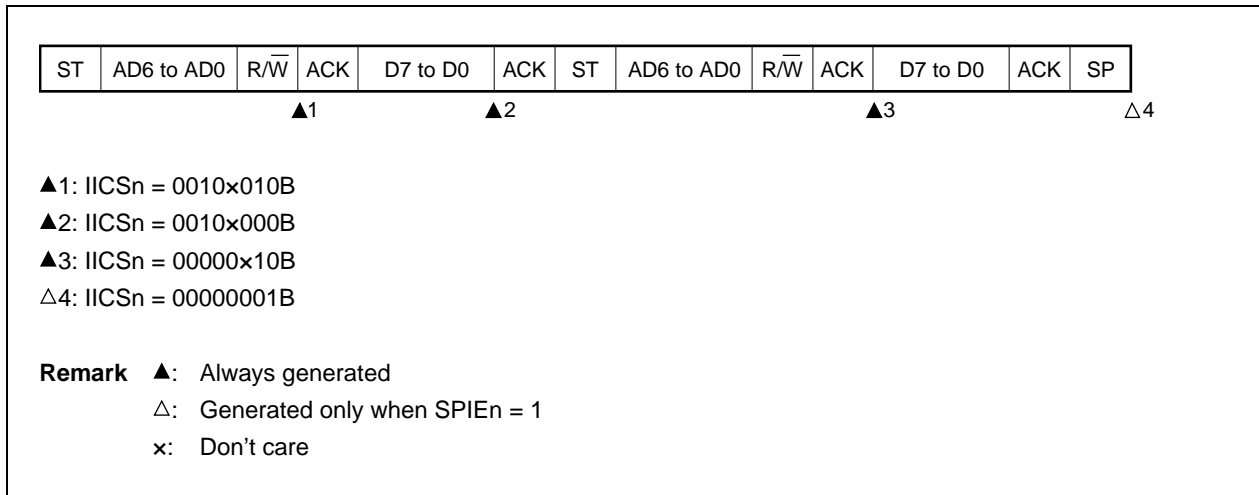 ST AD6 to AD0 R/W̅ ACK D7 to D0 ACK ST AD6 to AD0 R/W̅ ACK D7 to D0 ACK SP
▲1 ▲2 ▲3 △4
▲1: IICSn = 0010×010B
▲2: IICSn = 0010×000B
▲3: IICSn = 00000×10B
△4: IICSn = 00000001B
Remark ▲: Always generated
△: Generated only when SPIEn = 1
×: Don't care